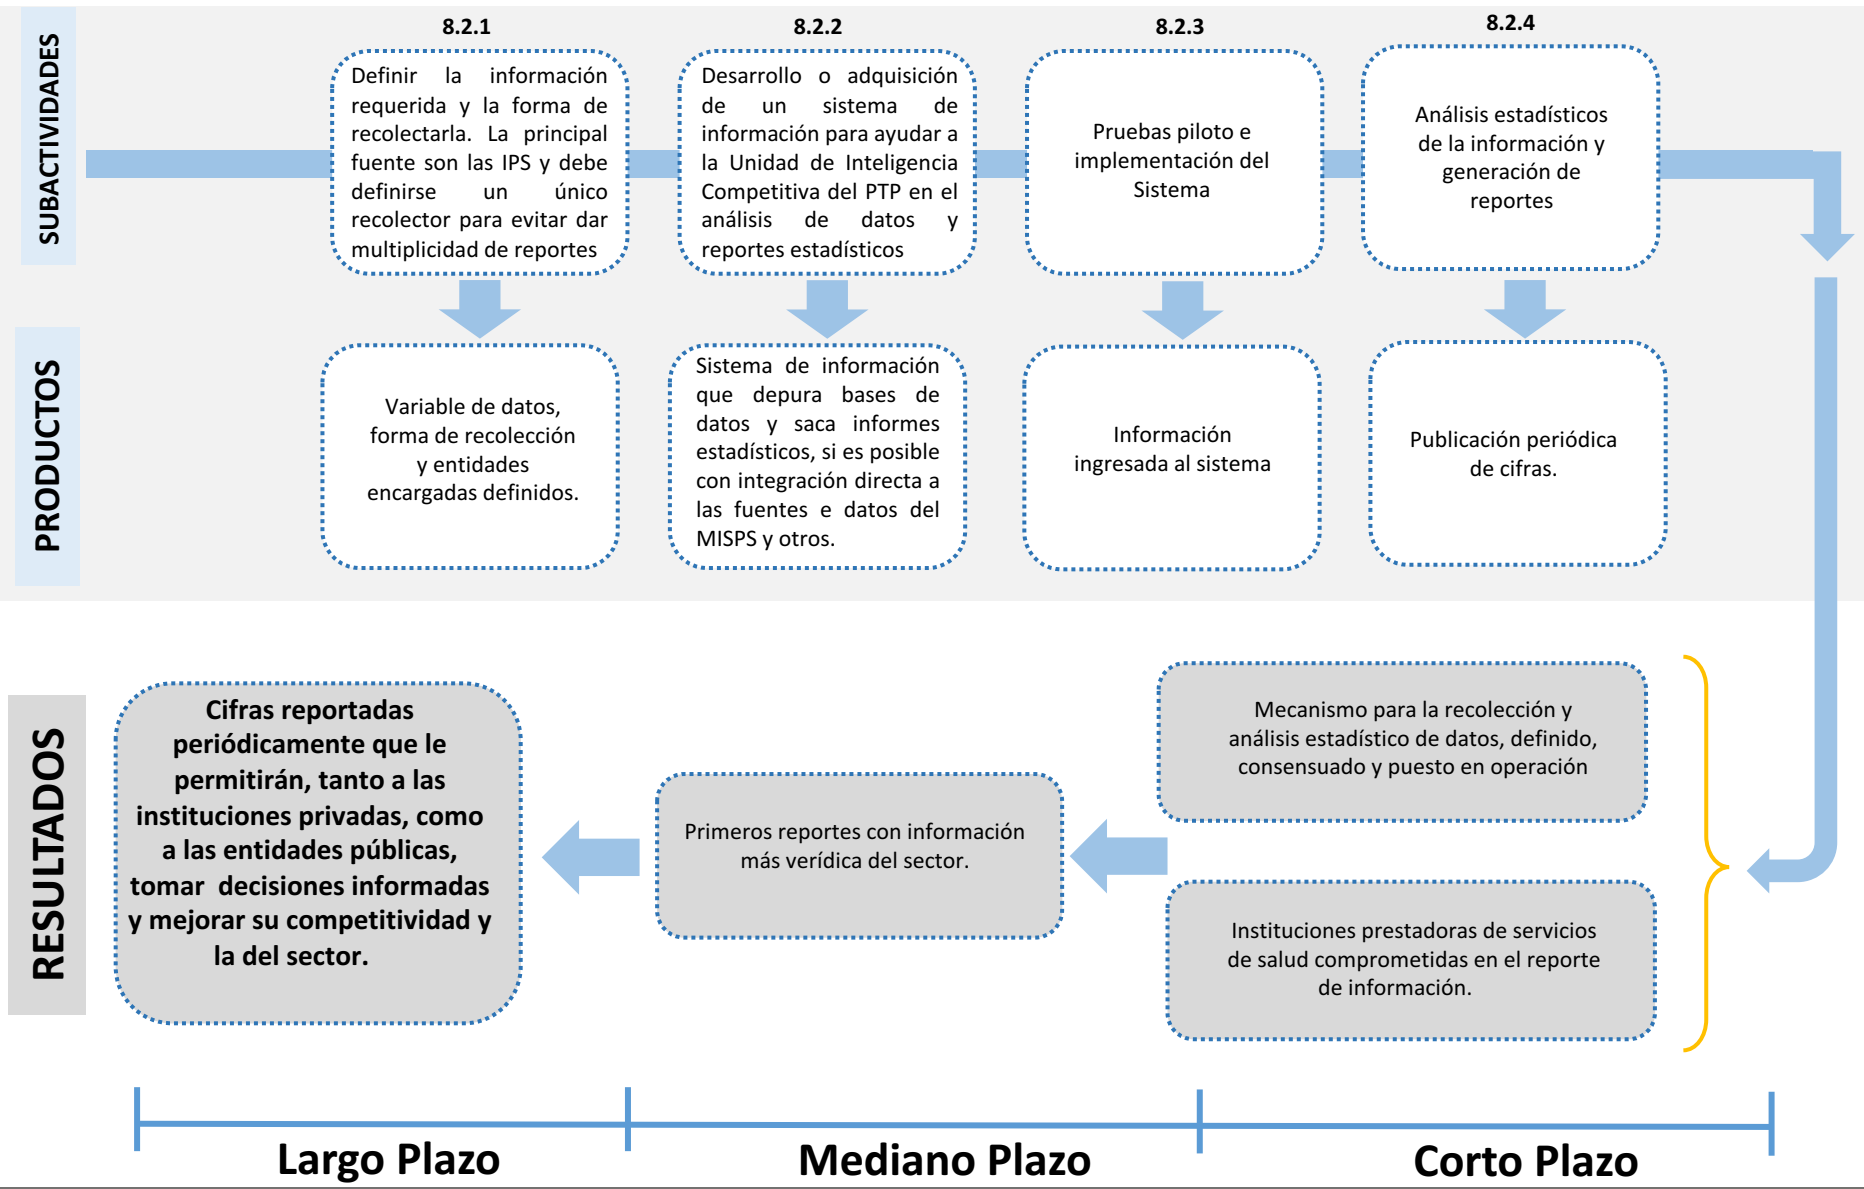 SUBACTIVIDADES
8.2.1
Definir la información
requerida y la forma de
recolectarla. La principal
fuente son las IPS y debe
definirse un único
recolector para evitar dar
multiplicidad de reportes
8.2.2
Desarrollo o adquisición
de un sistema de
información para ayudar a
la Unidad de Inteligencia
Competitiva del PTP en el
análisis de datos y
reportes estadísticos
8.2.3
Pruebas piloto e
implementación del
Sistema
8.2.4
Análisis estadísticos
de la información y
generación de
reportes
PRODUCTOS
Variable de datos,
forma de recolección
y entidades
encargadas definidos.
Sistema de información
que depura bases de
datos y saca informes
estadísticos, si es posible
con integración directa a
las fuentes e datos del
MISPS y otros.
Información
ingresada al sistema
Publicación periódica
de cifras.
RESULTADOS
Cifras reportadas
periódicamente que le
permitirán, tanto a las
instituciones privadas, como
a las entidades públicas,
tomar decisiones informadas
y mejorar su competitividad y
la del sector.
Primeros reportes con información
más verídica del sector.
Mecanismo para la recolección y
análisis estadístico de datos, definido,
consensuado y puesto en operación
Instituciones prestadoras de servicios
de salud comprometidas en el reporte
de información.
Largo Plazo
Mediano Plazo
Corto Plazo